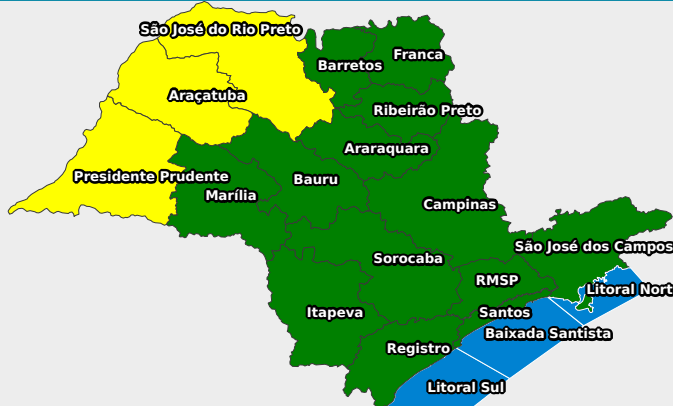 São José do Rio Preto
Franca
Barretos
Araçatuba
Ribeirão Preto
Araraquara
Presidente Prudente
Bauru
Marília
Campinas
São José dos Campos
Sorocaba
RMSP
Litoral Nort
Itapeva
Santos
Baixada Santista
Registro
Litoral Sul